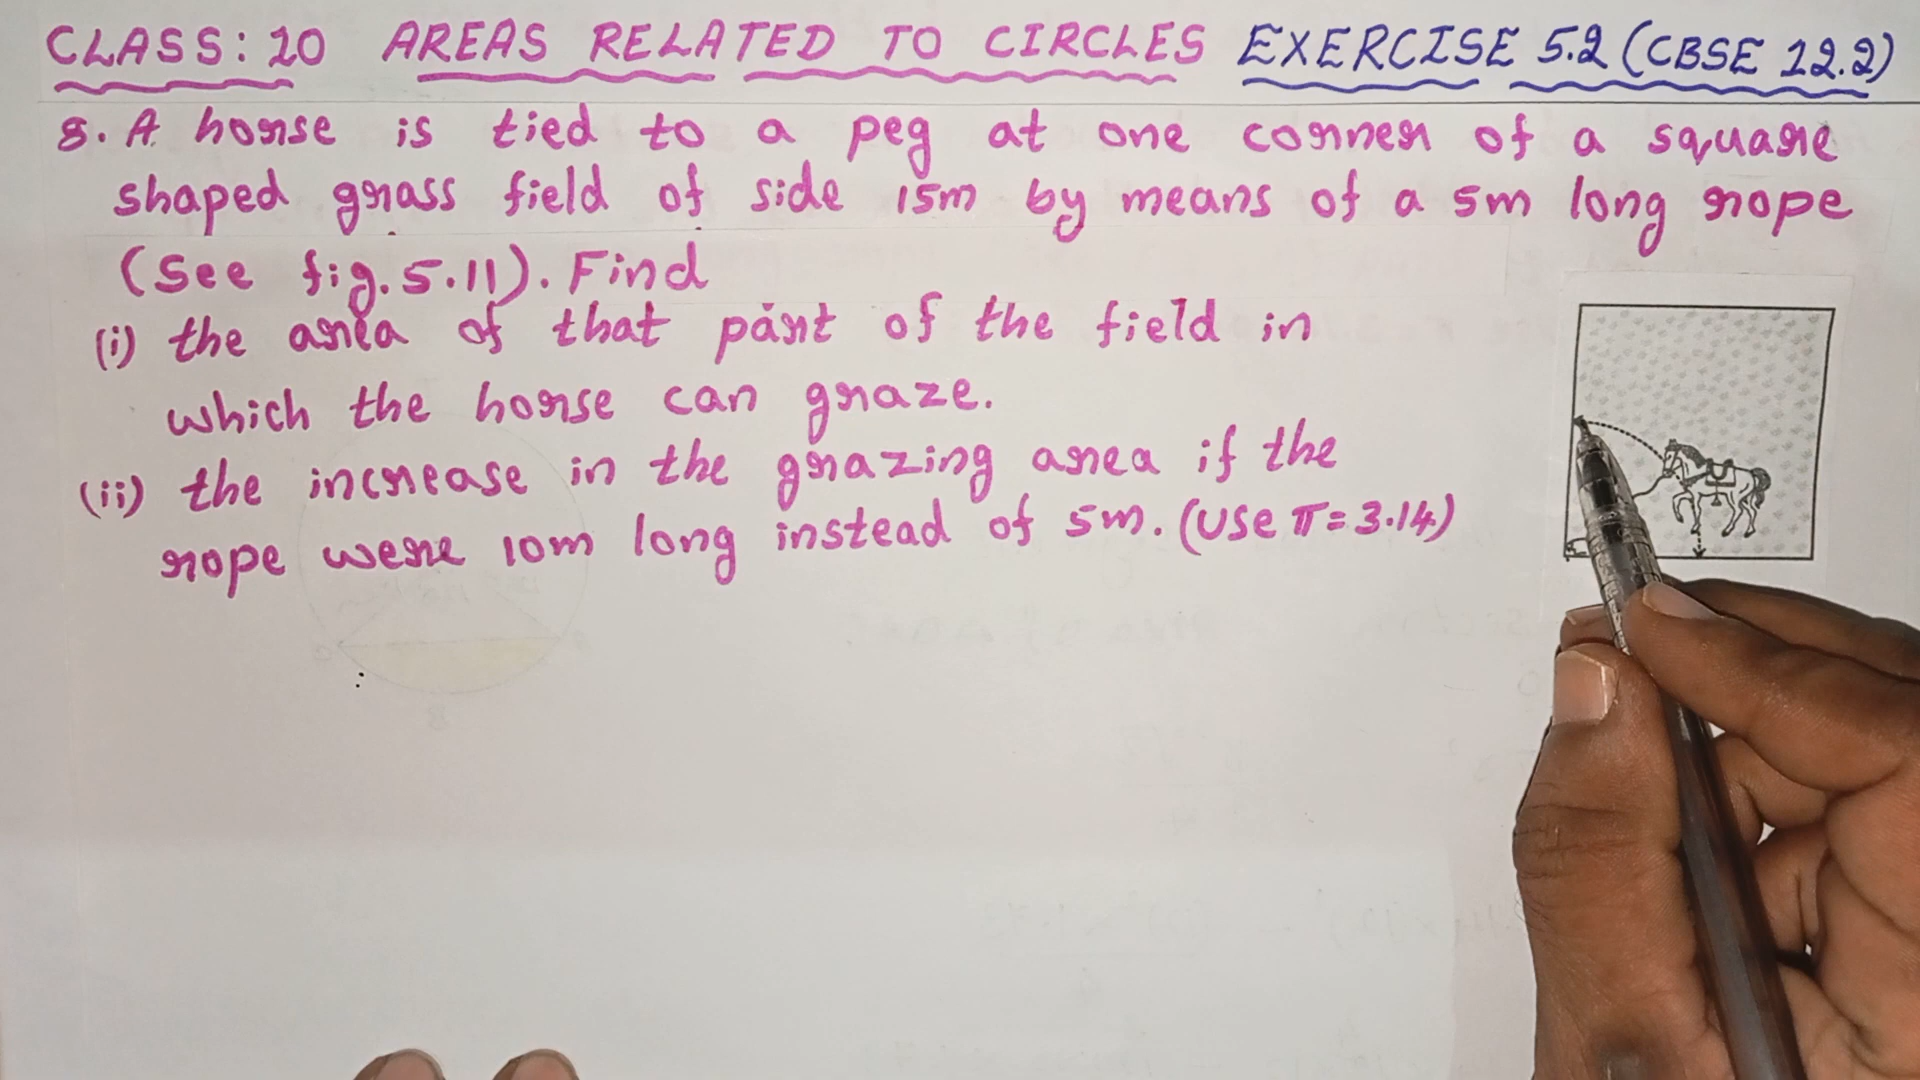 CLASS: 10 AREAS RELATED TO CIRCLES EXERCISE 5.2 (CBSE 12.2)
8. A horse is tied to a peg at one corner of a square
shaped grass field of side 15m by means of a 5m long rope
(See fig. 5.11). Find
(i) the area of that part of the field in
which the horse can graze.
(ii) the increase in the grazing area if the
rope were 10m long instead of 5m. (Use π = 3.14)